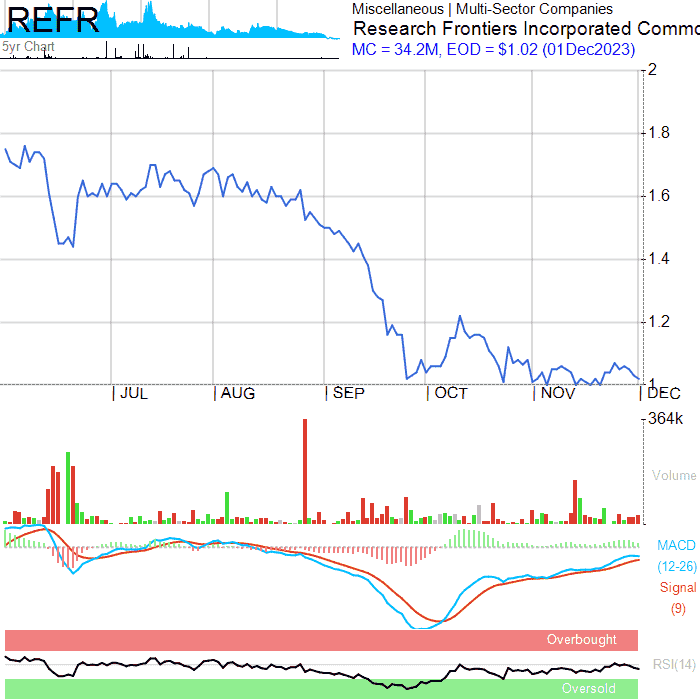 REFR
5yr Chart
Miscellaneous | Multi-Sector Companies
Research Frontiers Incorporated Commo
MC = 34.2M, EOD = $1.02 (01Dec2023)
2
1.8
1.6
1.4
1.2
1
JUL AUG SEP OCT NOV DEC
364k
Volume
MACD
(12-26)
Signal
(9)
Overbought
RSI(14)
Oversold